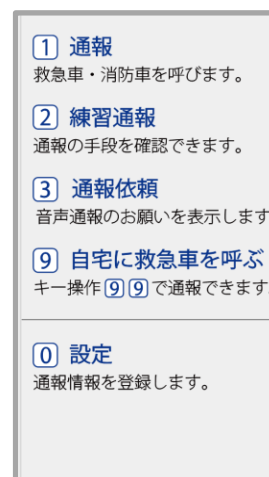 1 通報
救急車・消防車を呼びます。
2 練習通報
通報の手段を確認できます。
3 通報依頼
音声通報のお願いを表示します
9 自宅に救急車を呼ぶ
キー操作99で通報できます
0 設定
通報情報を登録します。